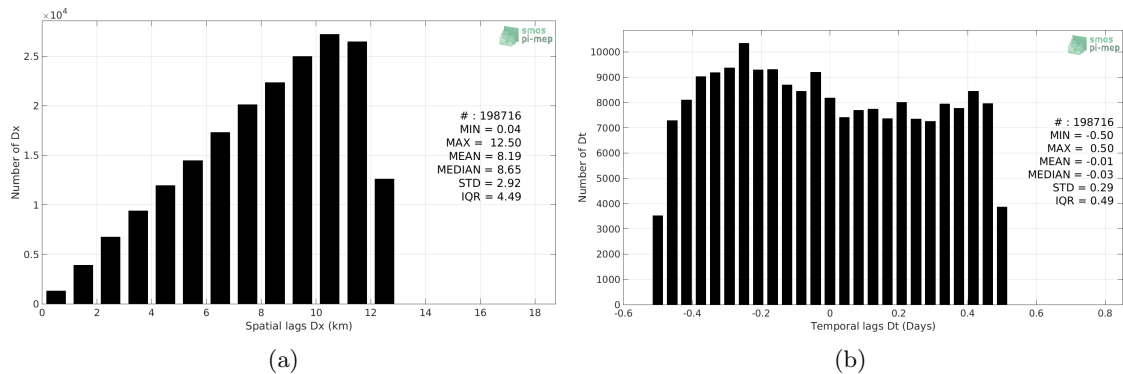 ×10⁴
3
2.5
2
1.5
1
0.5
0
0 2 4 6 8 10 12 14 16 18
Number of Dx
Spatial lags Dx (km)
smos
pi-mep
# : 198716
MIN = 0.04
MAX = 12.50
MEAN = 8.19
MEDIAN = 8.65
STD = 2.92
IQR = 4.49
(a)
10000
9000
8000
7000
6000
5000
4000
3000
2000
1000
0
-0.6 -0.4 -0.2 0 0.2 0.4 0.6 0.8
Number of Dt
Temporal lags Dt (Days)
smos
pi-mep
# : 198716
MIN = -0.50
MAX = 0.50
MEAN = -0.01
MEDIAN = -0.03
STD = 0.29
IQR = 0.49
(b)